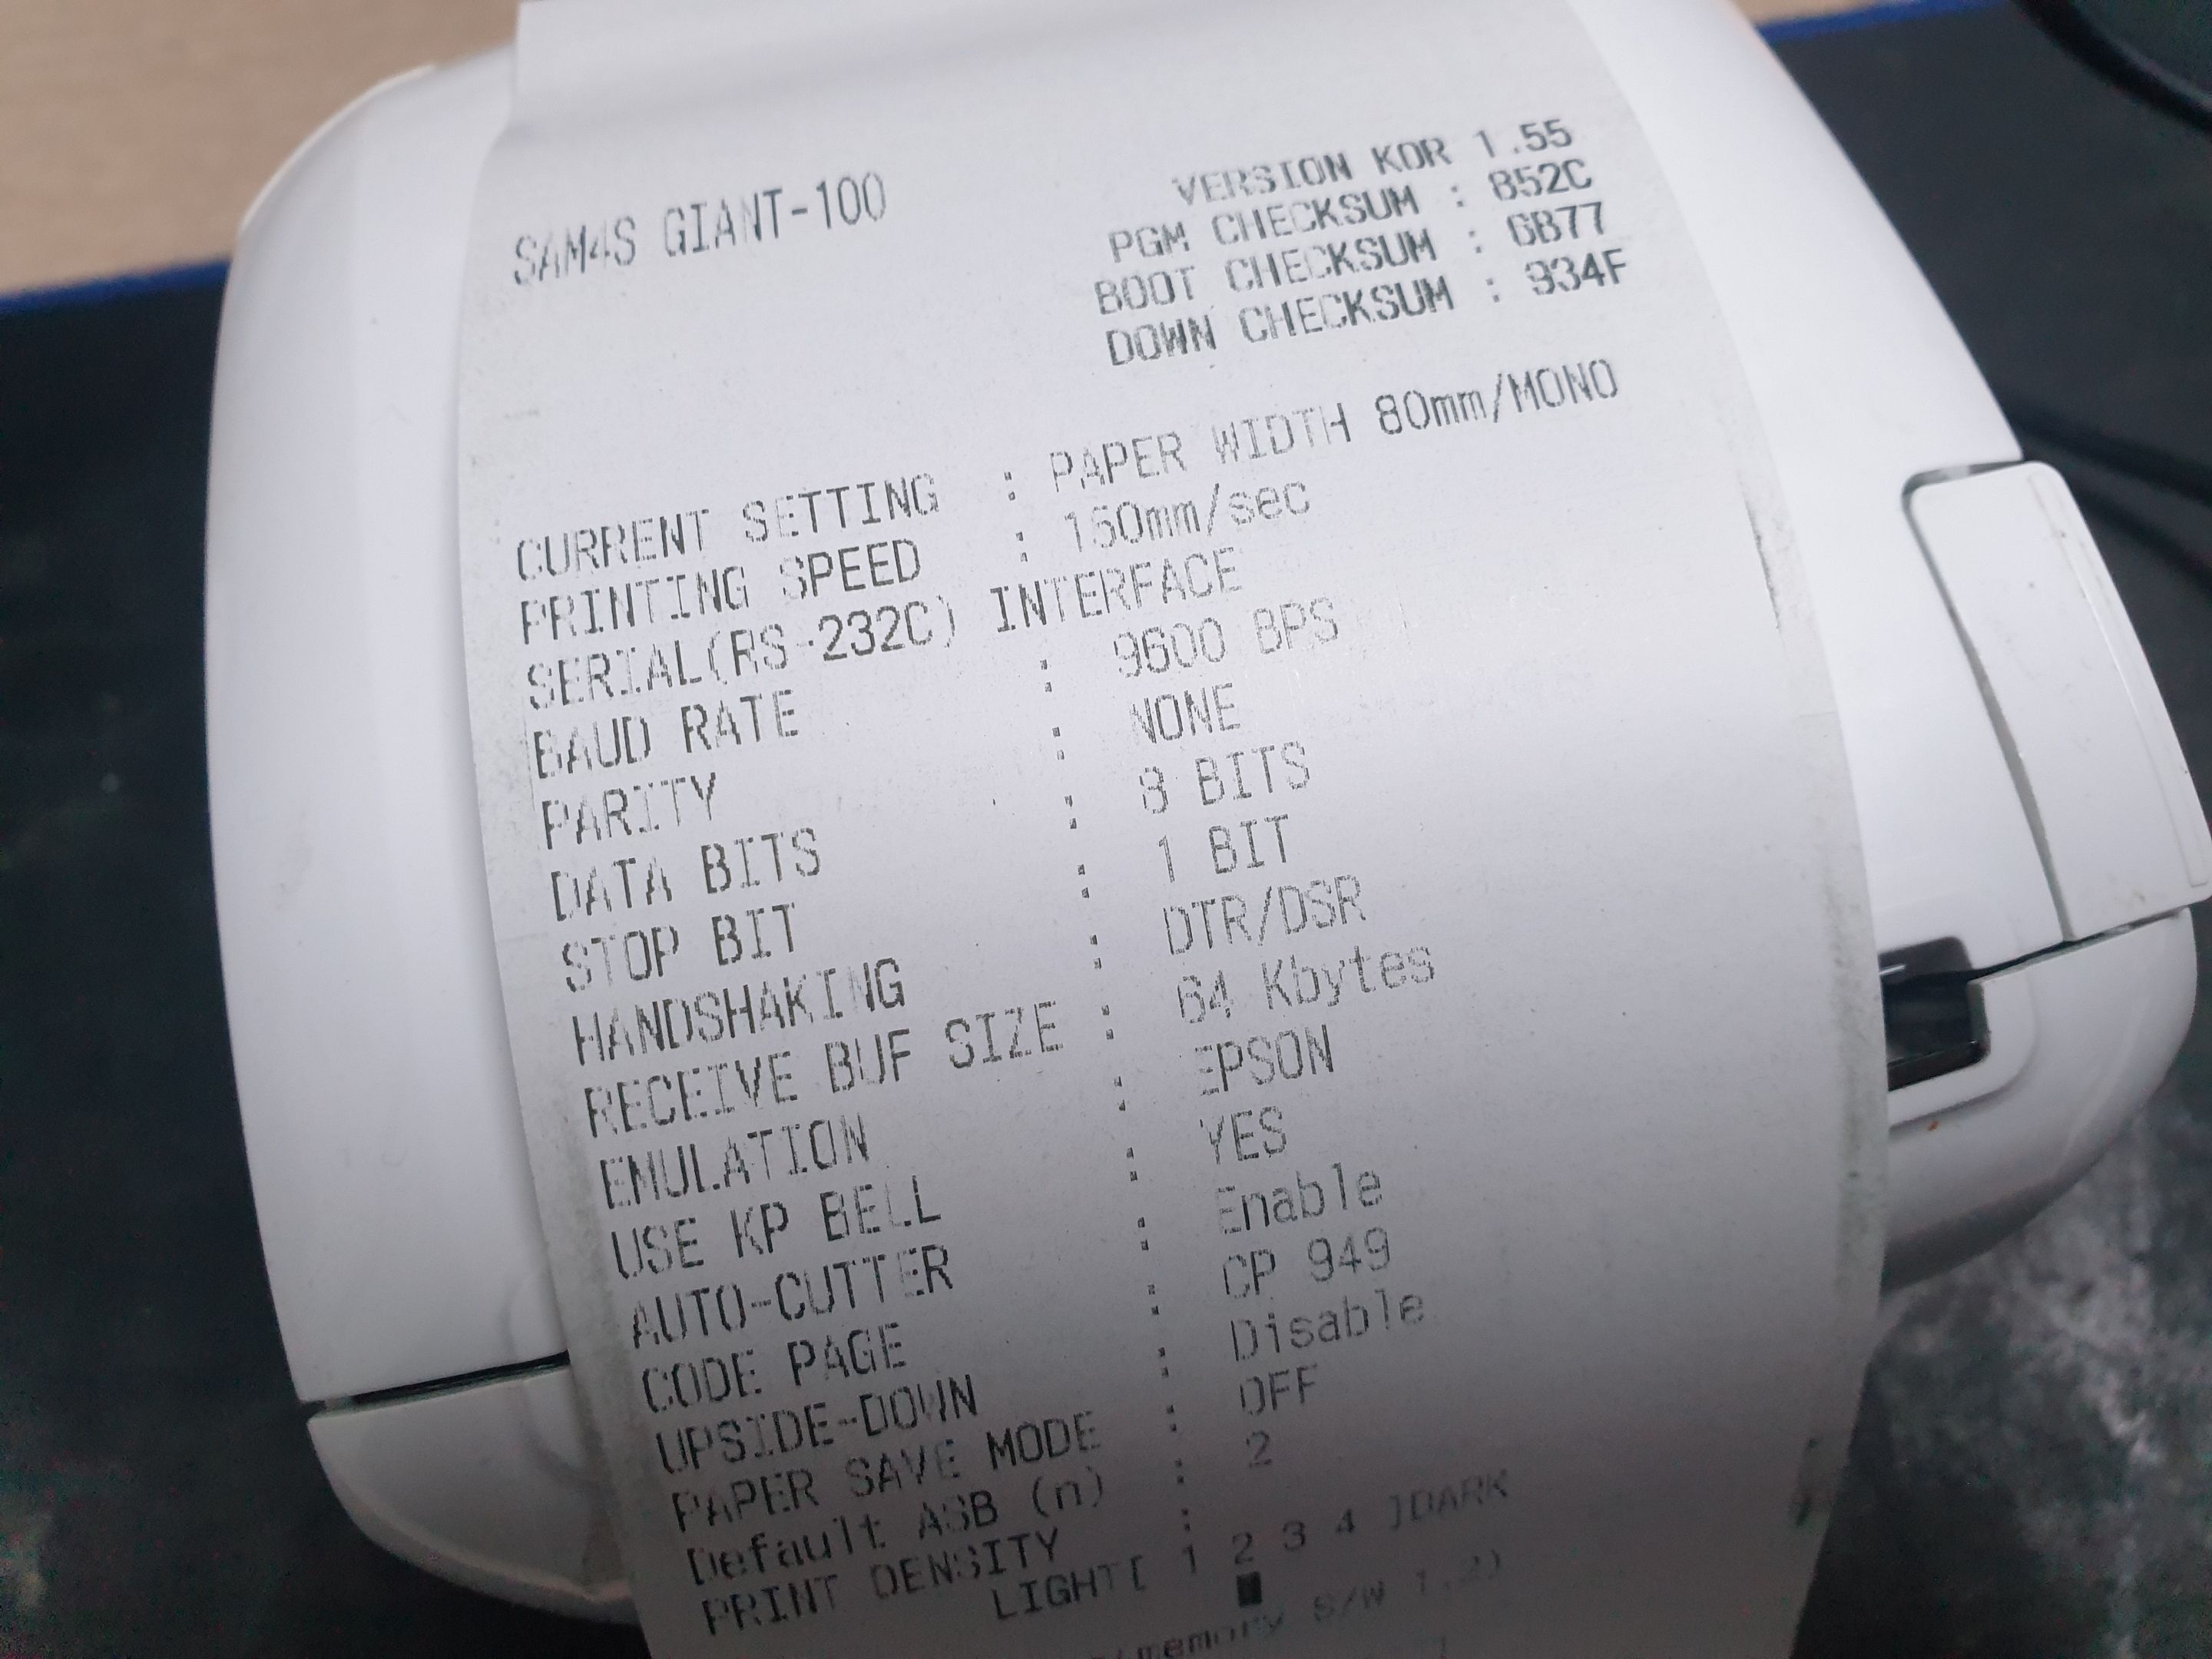 SAM4S GIANT-100
VERSION KOR 1.55
PGM CHECKSUM : 852C
BOOT CHECKSUM : 6B77
DOWN CHECKSUM : 934F
CURRENT SETTING : PAPER WIDTH 80mm/MONO
PRINTING SPEED : 150mm/sec
SERIAL(RS-232C) INTERFACE
BAUD RATE : 9600 BPS
PARITY : NONE
DATA BITS : 8 BITS
STOP BIT : 1 BIT
HANDSHAKING : DTR/DSR
RECEIVE BUF SIZE : 64 Kbytes
EMULATION : EPSON
USE KP BELL : YES
AUTO-CUTTER : Enable
CODE PAGE : CP 949
UPSIDE-DOWN : Disable
PAPER SAVE MODE : OFF
Default ASB (n) : 2
PRINT DENSITY :
LIGHT[ 1 2 3 4 ]DARK
memory S/W 1,2)